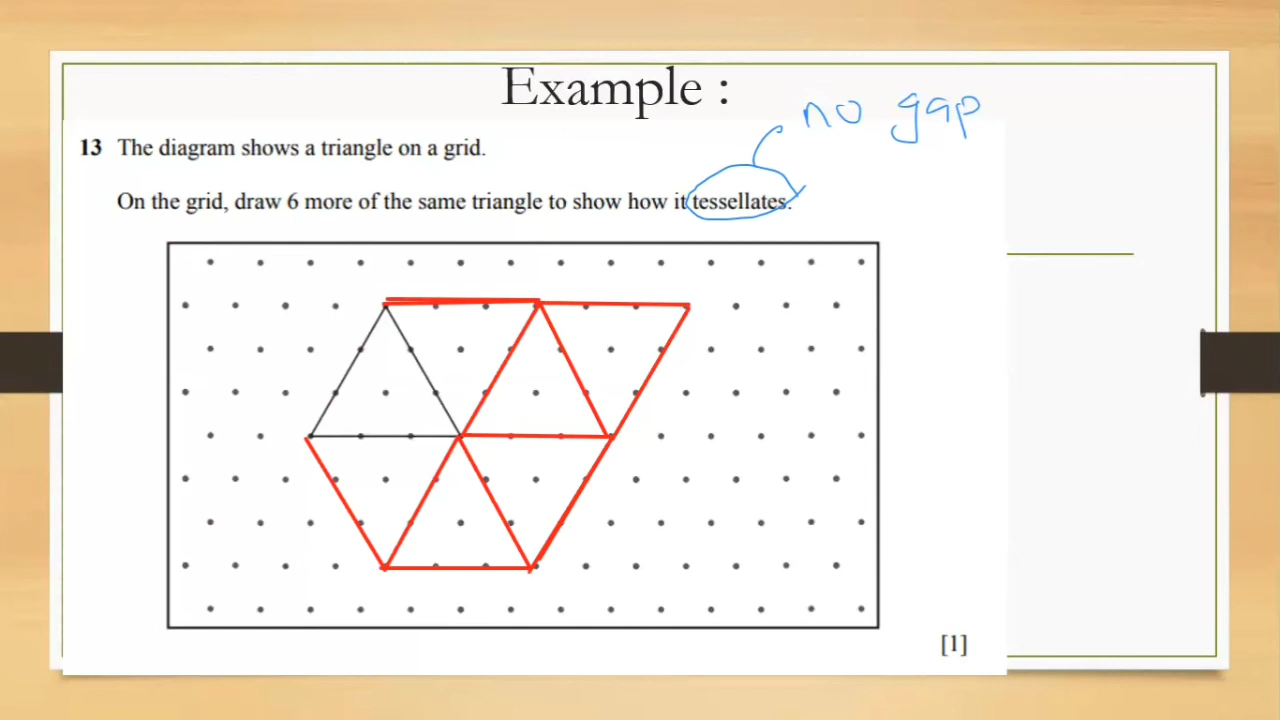 Example :
no gap
13 The diagram shows a triangle on a grid.
On the grid, draw 6 more of the same triangle to show how it tessellates.
[1]